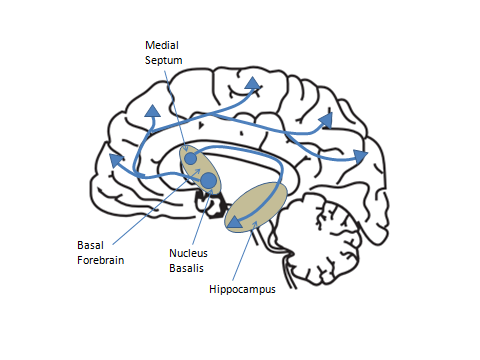 Medial
Septum
Basal
Forebrain
Nucleus
Basalis
Hippocampus